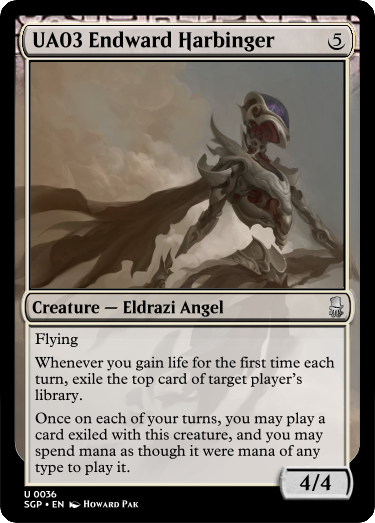 UA03 Endward Harbinger 5
Creature — Eldrazi Angel
Flying
Whenever you gain life for the first time each
turn, exile the top card of target player's
library.
Once on each of your turns, you may play a
card exiled with this creature, and you may
spend mana as though it were mana of any
type to play it.
4/4
U 0036
SGP • EN Howard Pak